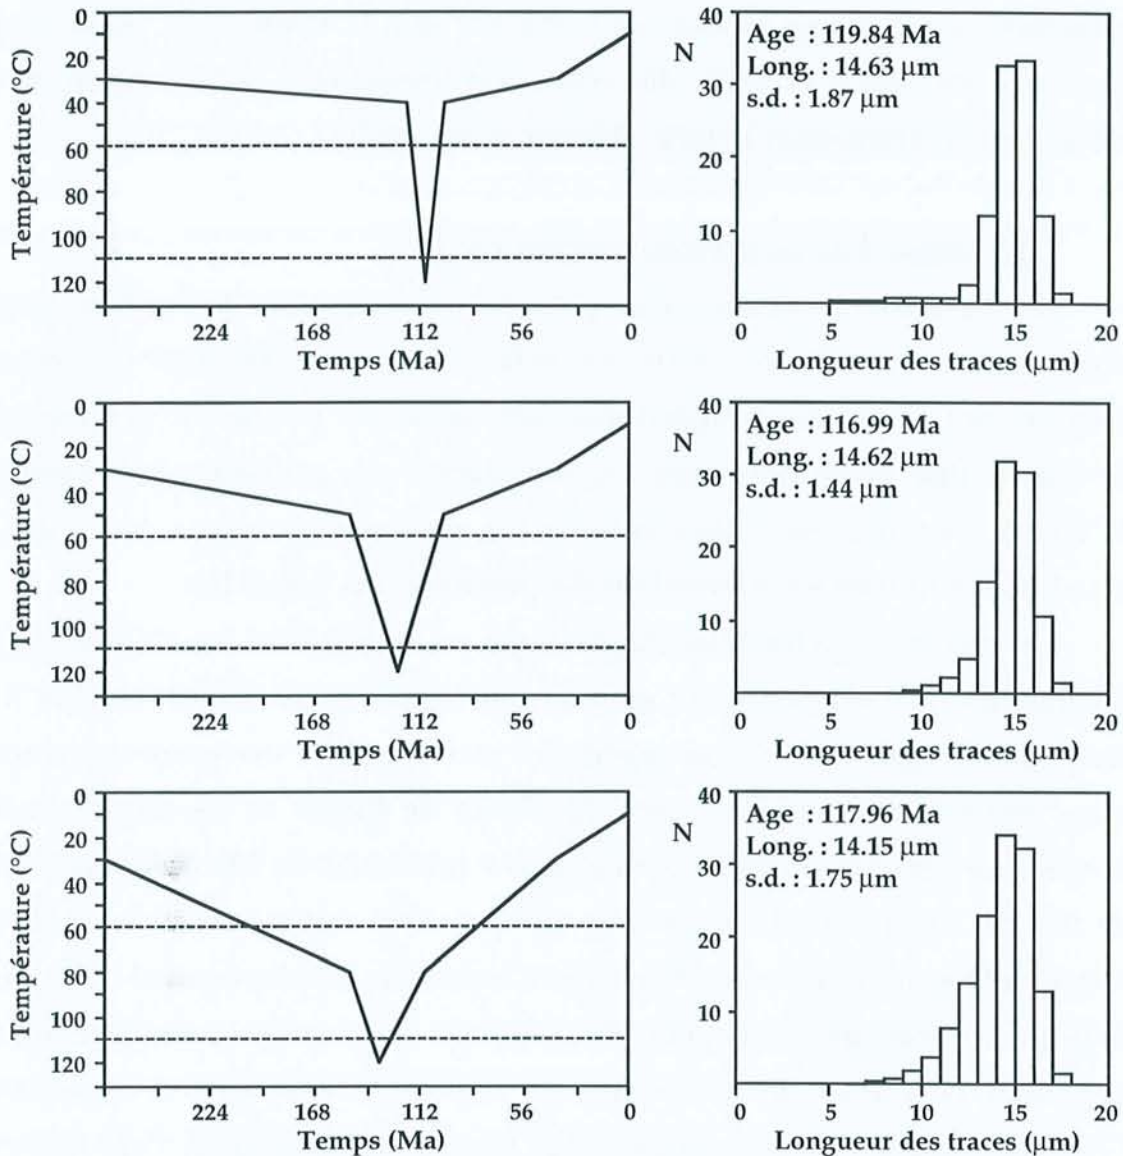 Température (°C)
0
20
40
60
80
100
120
224 168 112 56 0
Temps (Ma)
N
40
30
20
10
Age : 119.84 Ma
Long. : 14.63 µm
s.d. : 1.87 µm
0 5 10 15 20
Longueur des traces (µm)
Température (°C)
0
20
40
60
80
100
120
224 168 112 56 0
Temps (Ma)
N
40
30
20
10
Age : 116.99 Ma
Long. : 14.62 µm
s.d. : 1.44 µm
0 5 10 15 20
Longueur des traces (µm)
Température (°C)
0
20
40
60
80
100
120
224 168 112 56 0
Temps (Ma)
N
40
30
20
10
Age : 117.96 Ma
Long. : 14.15 µm
s.d. : 1.75 µm
0 5 10 15 20
Longueur des traces (µm)